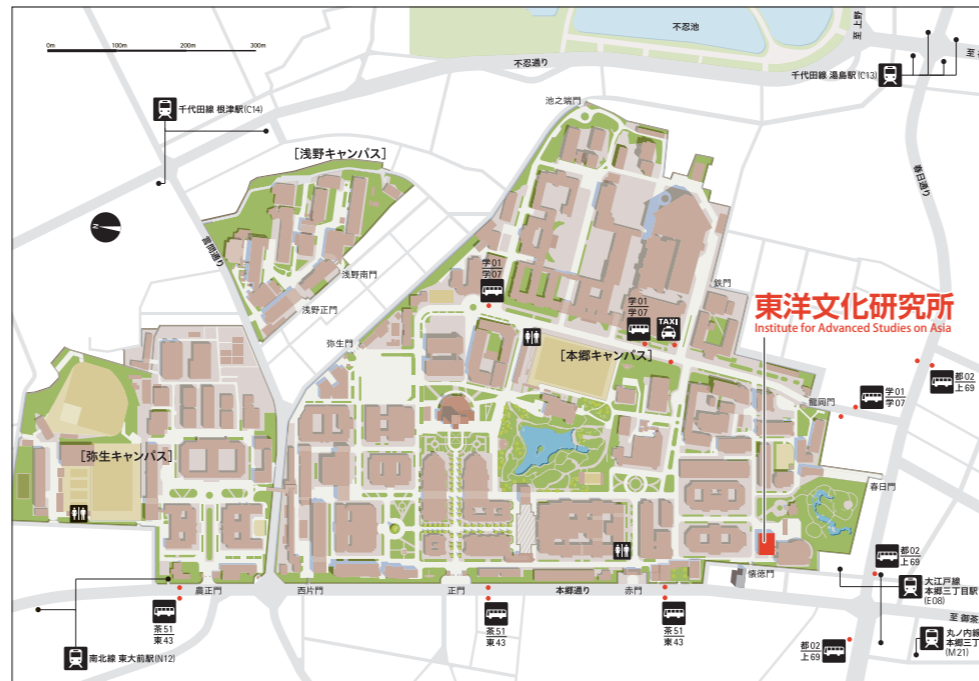 0m 100m 200m 300m
不忍池
至 上野
不忍通り
千代田線 湯島駅(C13)
至
千代田線 根津駅(C14)
池之端門
[浅野キャンパス]
春日通り
N
言問通り
浅野南門
学01
学07
鉄門
浅野正門
学01
学07
TAXI
東洋文化研究所
Institute for Advanced Studies on Asia
弥生門
[本郷キャンパス]
都02
上69
学01
学07
龍岡門
[弥生キャンパス]
春日門
都02
上69
懐徳門
大江戸線
本郷三丁目駅
(E08)
農正門
西片門
正門
本郷通り
赤門
至 御茶
茶51
東43
茶51
東43
茶51
東43
丸ノ内線
本郷三丁
(M21)
都02
上69
南北線 東大前駅(N12)